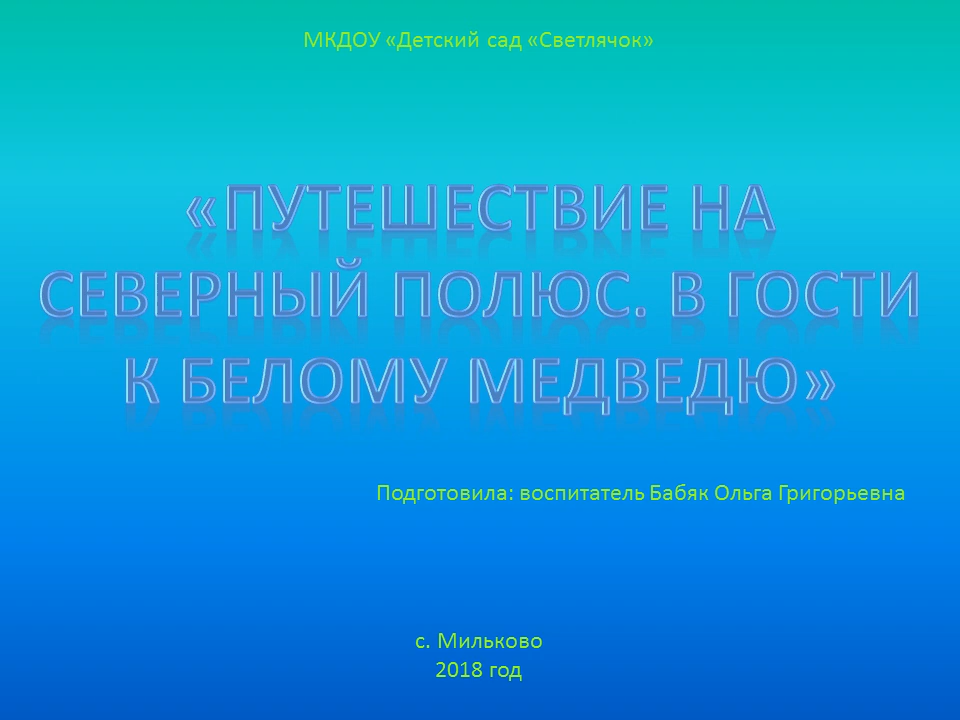 МКДОУ «Детский сад «Светлячок»
«ПУТЕШЕСТВИЕ НА
СЕВЕРНЫЙ ПОЛЮС. В ГОСТИ
К БЕЛОМУ МЕДВЕДЮ»
Подготовила: воспитатель Бабяк Ольга Григорьевна
с. Мильково
2018 год